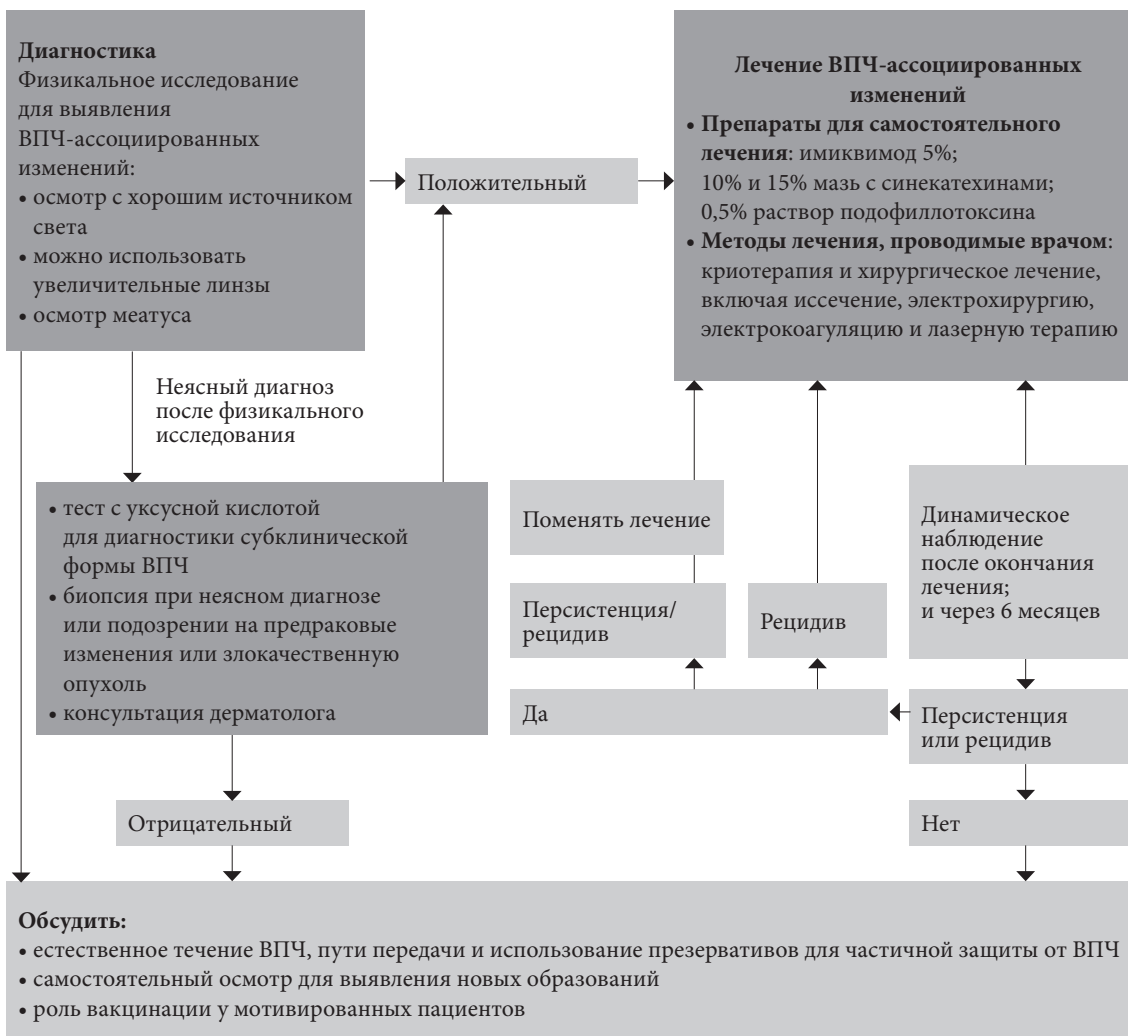 Диагностика
Физикальное исследование
для выявления
ВПЧ-ассоциированных
изменений:
• осмотр с хорошим источником
света
• можно использовать
увеличительные линзы
• осмотр меатуса
Положительный
Лечение ВПЧ-ассоциированных
изменений
• Препараты для самостоятельного
лечения: имиквимод 5%;
10% и 15% мазь с синекатехинами;
0,5% раствор подофиллотоксина
• Методы лечения, проводимые врачом:
криотерапия и хирургическое лечение,
включая иссечение, электрохирургию,
электрокоагуляцию и лазерную терапию
Неясный диагноз
после физикального
исследования
• тест с уксусной кислотой
для диагностики субклинической
формы ВПЧ
• биопсия при неясном диагнозе
или подозрении на предраковые
изменения или злокачественную
опухоль
• консультация дерматолога
Поменять лечение
Персистенция/
рецидив
Рецидив
Динамическое
наблюдение
после окончания
лечения;
и через 6 месяцев
Да
Персистенция
или рецидив
Отрицательный
Нет
Обсудить:
• естественное течение ВПЧ, пути передачи и использование презервативов для частичной защиты от ВПЧ
• самостоятельный осмотр для выявления новых образований
• роль вакцинации у мотивированных пациентов